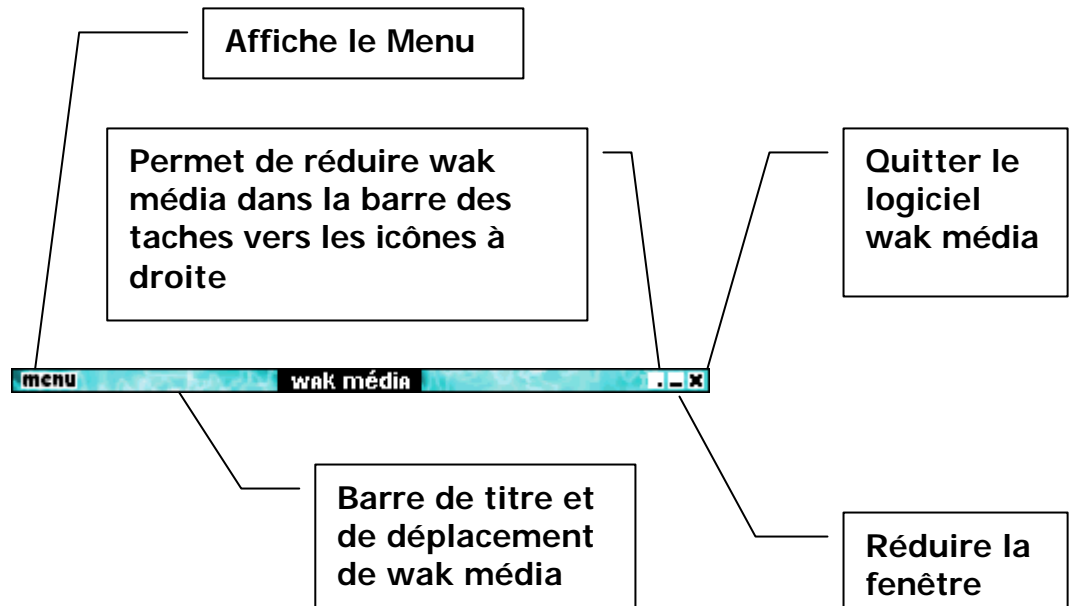 Affiche le Menu
Permet de réduire wak
média dans la barre des
taches vers les icônes à
droite
Quitter le
logiciel
wak média
menu
wak média
Barre de titre et
de déplacement
de wak média
Réduire la
fenêtre